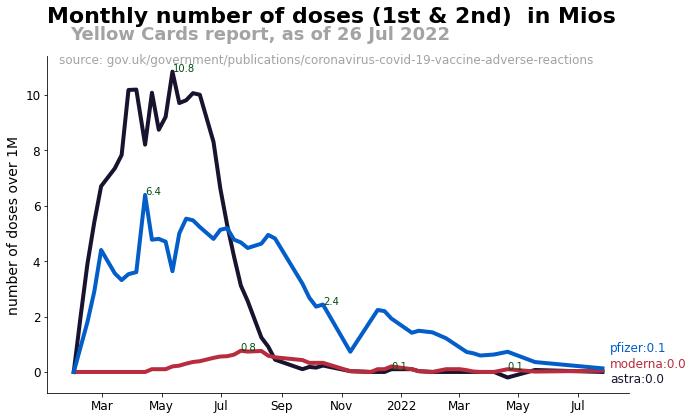 Monthly number of doses (1st & 2nd)  in Mios
Yellow Cards report, as of 26 Jul 2022
source: gov.uk/government/publications/coronavirus-covid-19-vaccine-adverse-reactions
number of doses over 1M
10
8
6
4
2
0
10.8
6.4
2.4
0.8
0.1
0.1
pfizer:0.1
moderna:0.0
astra:0.0
Mar May Jul Sep Nov 2022 Mar May Jul